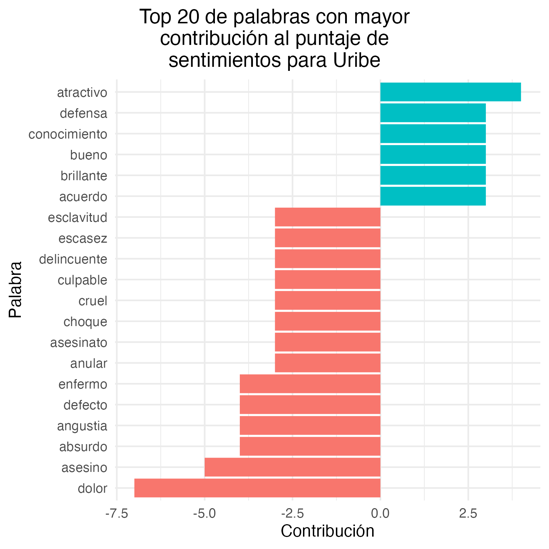 Top 20 de palabras con mayor
contribución al puntaje de
sentimientos para Uribe
Palabra
atractivo
defensa
conocimiento
bueno
brillante
acuerdo
esclavitud
escasez
delincuente
culpable
cruel
choque
asesinato
anular
enfermo
defecto
angustia
absurdo
asesino
dolor
-7.5 -5.0 -2.5 0.0 2.5
Contribución